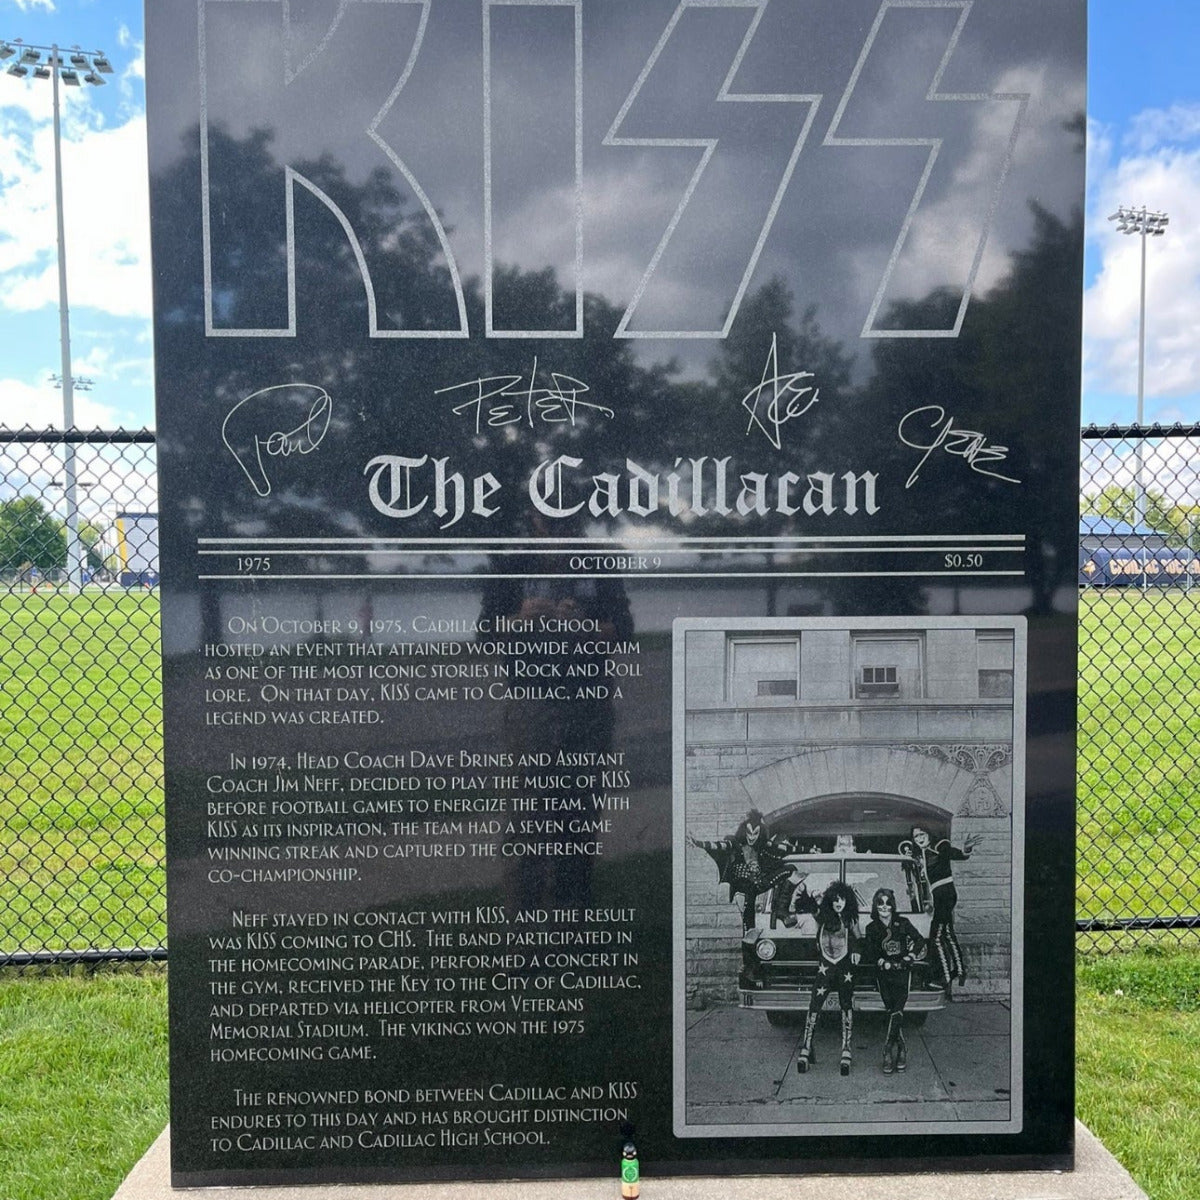 KISS
Paul Peter Ace Gene
The Cadillacan
1975 OCTOBER 9 $0.50
On October 9, 1975, Cadillac High School
hosted an event that attained worldwide acclaim
as one of the most iconic stories in Rock and Roll
lore. On that day, KISS came to Cadillac, and a
legend was created.
In 1974, Head Coach Dave Brines and Assistant
Coach Jim Neff, decided to play the music of KISS
before football games to energize the team. With
KISS as its inspiration, the team had a seven game
winning streak and captured the conference
co-championship.
Neff stayed in contact with KISS, and the result
was KISS coming to CHS. The band participated in
the homecoming parade, performed a concert in
the gym, received the Key to the City of Cadillac,
and departed via helicopter from Veterans
Memorial Stadium. The vikings won the 1975
homecoming game.
The renowned bond between Cadillac and KISS
endures to this day and has brought distinction
to Cadillac and Cadillac High School.